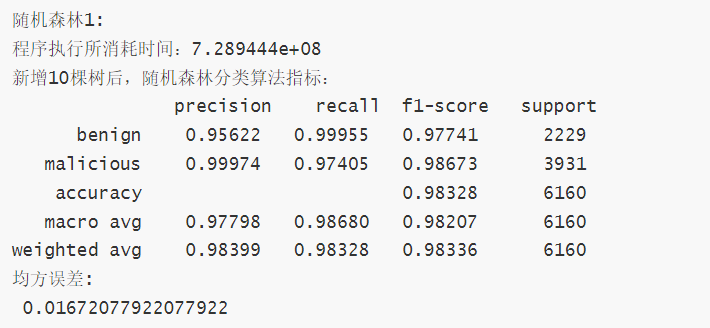 随机森林1:
程序执行所消耗时间: 7.289444e+08
新增10棵树后, 随机森林分类算法指标:
precision recall f1-score support
benign 0.95622 0.99955 0.97741 2229
malicious 0.99974 0.97405 0.98673 3931
accuracy 0.98328 6160
macro avg 0.97798 0.98680 0.98207 6160
weighted avg 0.98399 0.98328 0.98336 6160
均方误差:
0.01672077922077922